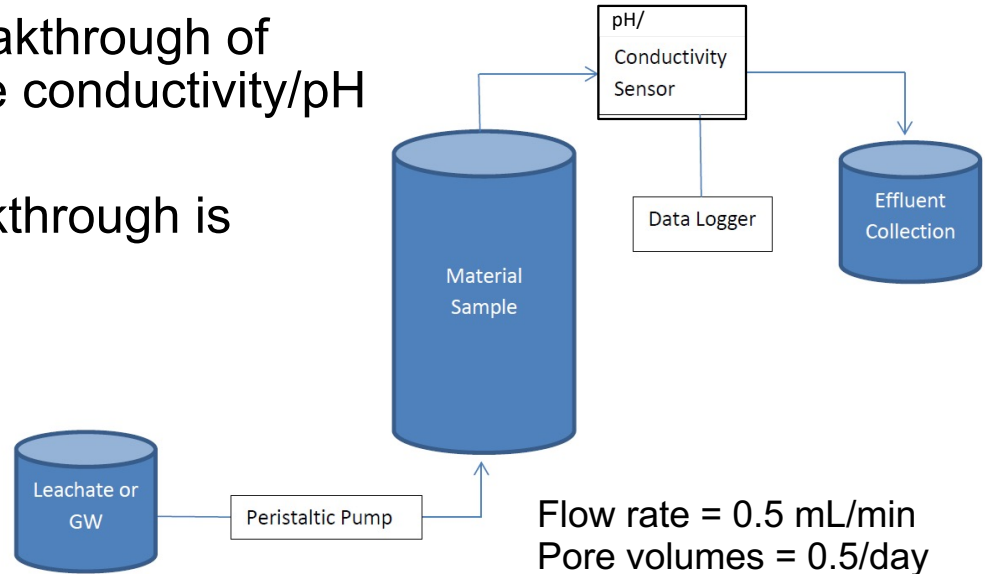 eakthrough of
e conductivity/pH
kthrough is
pH/
Conductivity
Sensor
Data Logger
Effluent
Collection
Material
Sample
Leachate or
GW
Peristaltic Pump
Flow rate = 0.5 mL/min
Pore volumes = 0.5/day